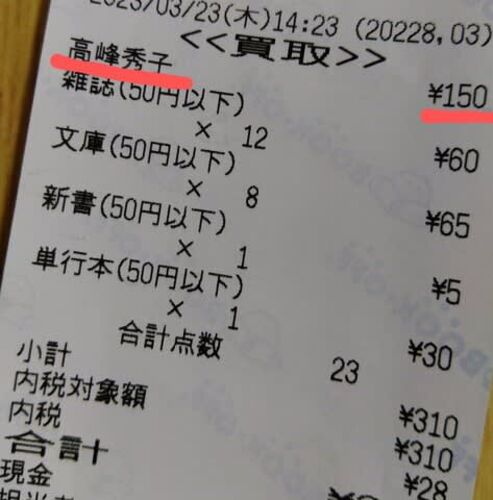 2023/03/23(木)14:23 (20228,03)
<<買取>>
高峰秀子 ¥150
雑誌(50円以下)
× 12 ¥60
文庫(50円以下)
× 8 ¥65
新書(50円以下)
× 1 ¥5
単行本(50円以下)
× 1 ¥30
合計点数 23
小計 ¥310
内税対象額 ¥310
内税 ¥28
合計
現金